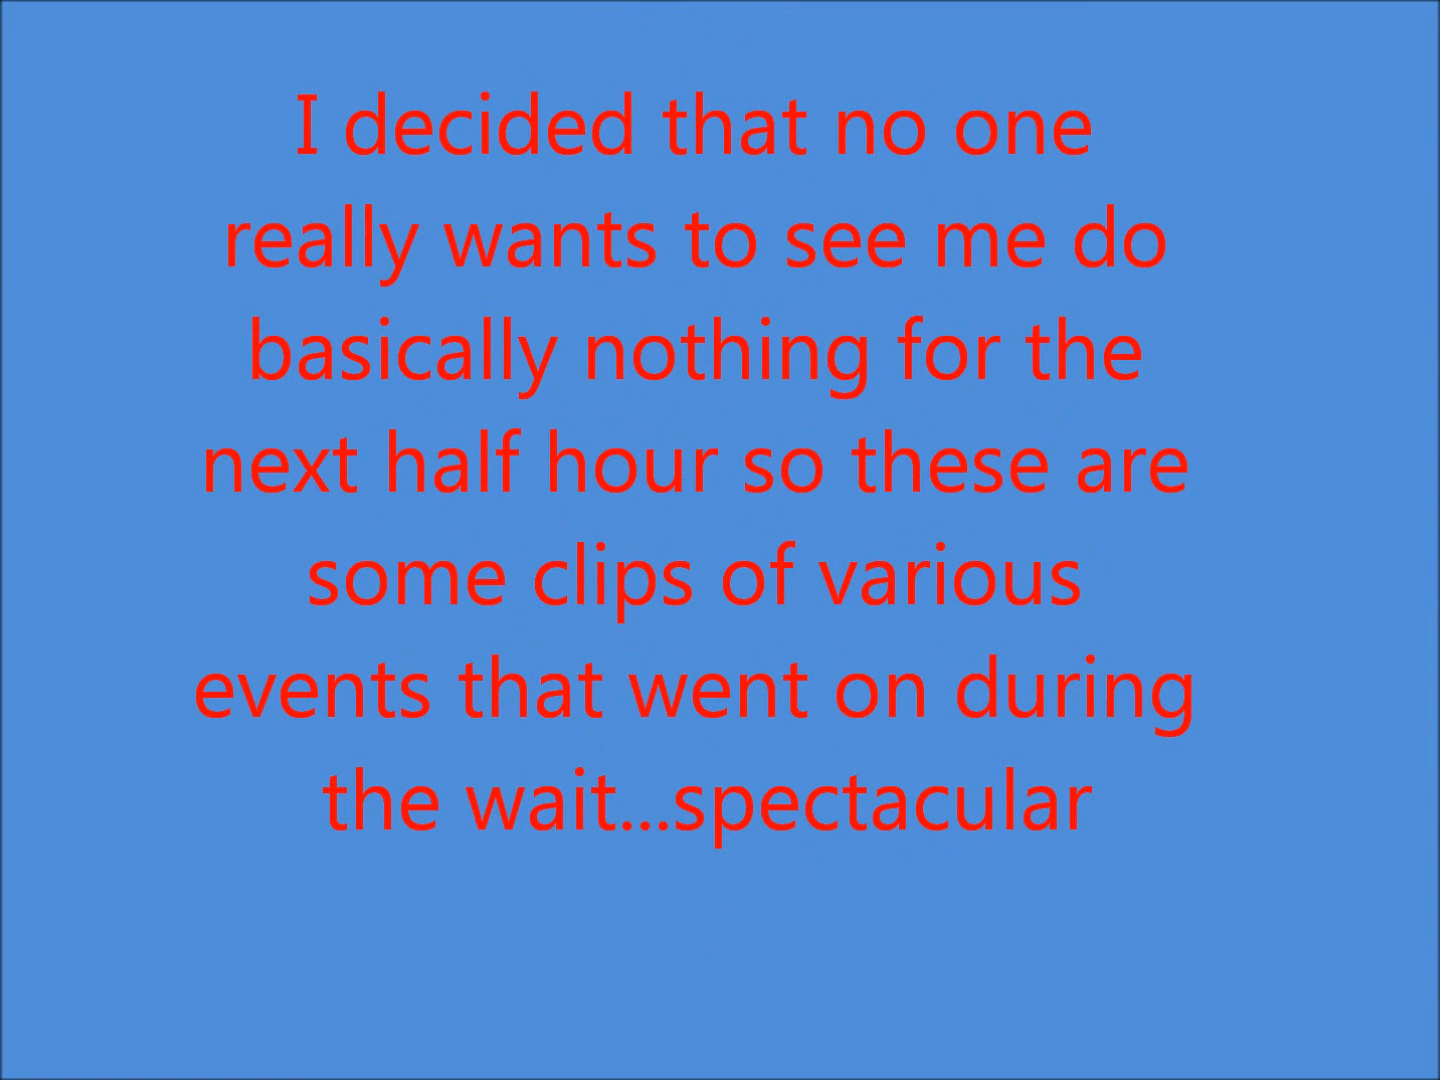 I decided that no one
really wants to see me do
basically nothing for the
next half hour so these are
some clips of various
events that went on during
the wait...spectacular